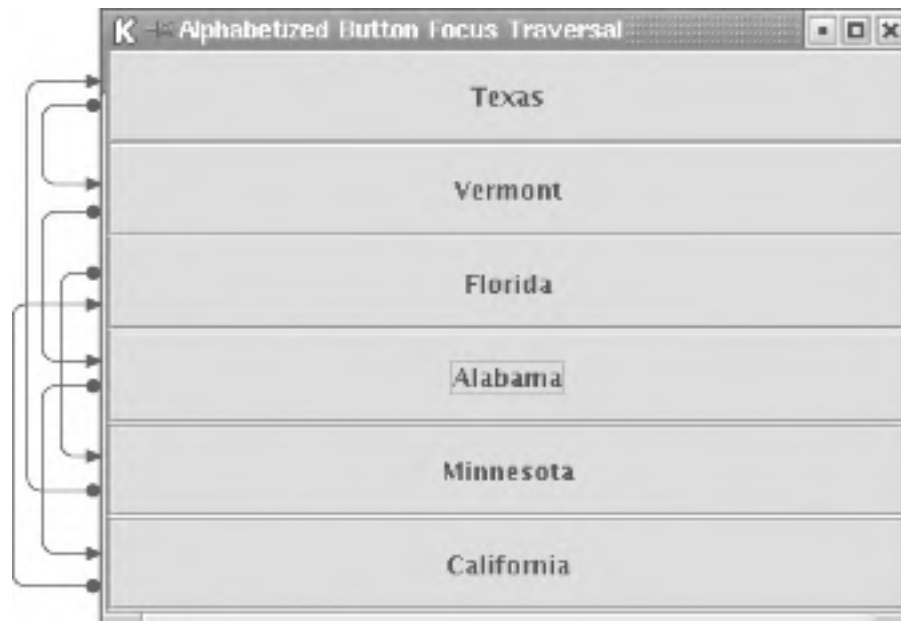 K Alphabetized Button Focus Traversal
Texas
Vermont
Florida
Alabama
Minnesota
California